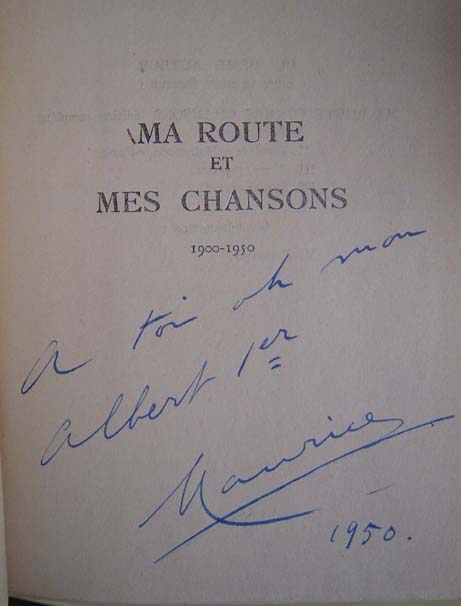 MA ROUTE
ET
MES CHANSONS
1900-1950
A toi oh mon
Albert 1er
Maurice
1950.